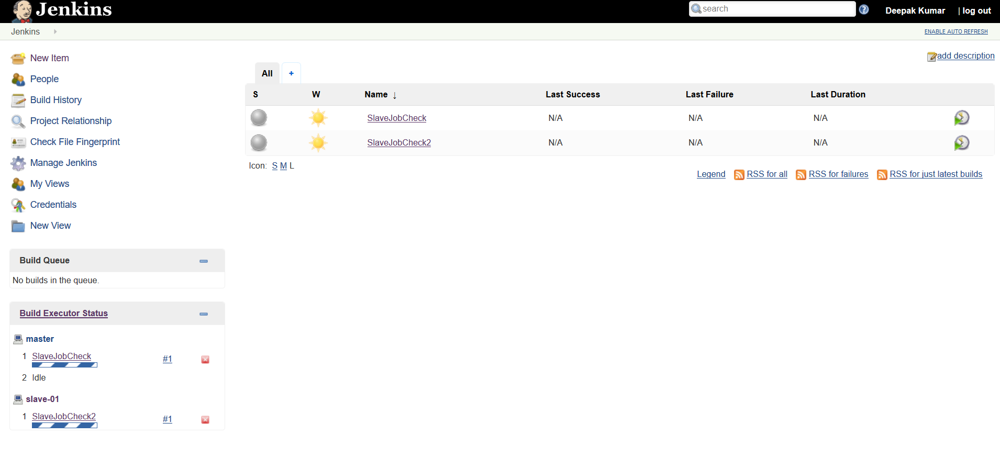 Jenkins
search
?
Deepak Kumar
| log out
Jenkins
ENABLE AUTO REFRESH
New Item
People
Build History
Project Relationship
Check File Fingerprint
Manage Jenkins
My Views
Credentials
New View
Build Queue
No builds in the queue.
Build Executor Status
master
1 SlaveJobCheck #1
2 Idle
slave-01
1 SlaveJobCheck2 #1
add description
All +
S W Name ↓ Last Success Last Failure Last Duration
SlaveJobCheck N/A N/A N/A
SlaveJobCheck2 N/A N/A N/A
Icon: S M L
Legend RSS for all RSS for failures RSS for just latest builds